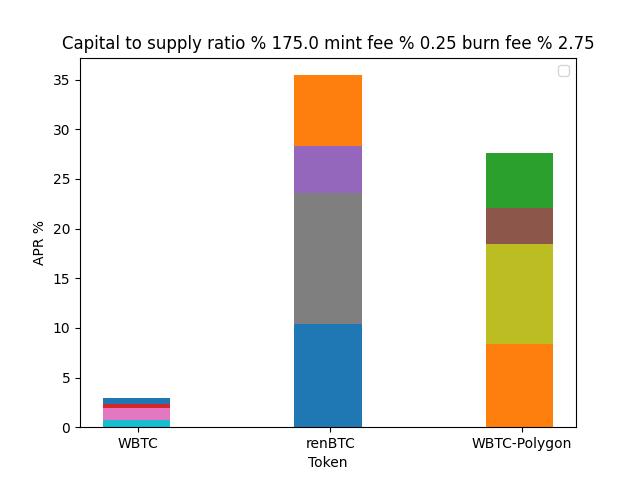 Capital to supply ratio % 175.0 mint fee % 0.25 burn fee % 2.75
35
30
25
20
15
10
5
0
APR %
WBTC renBTC WBTC-Polygon
Token